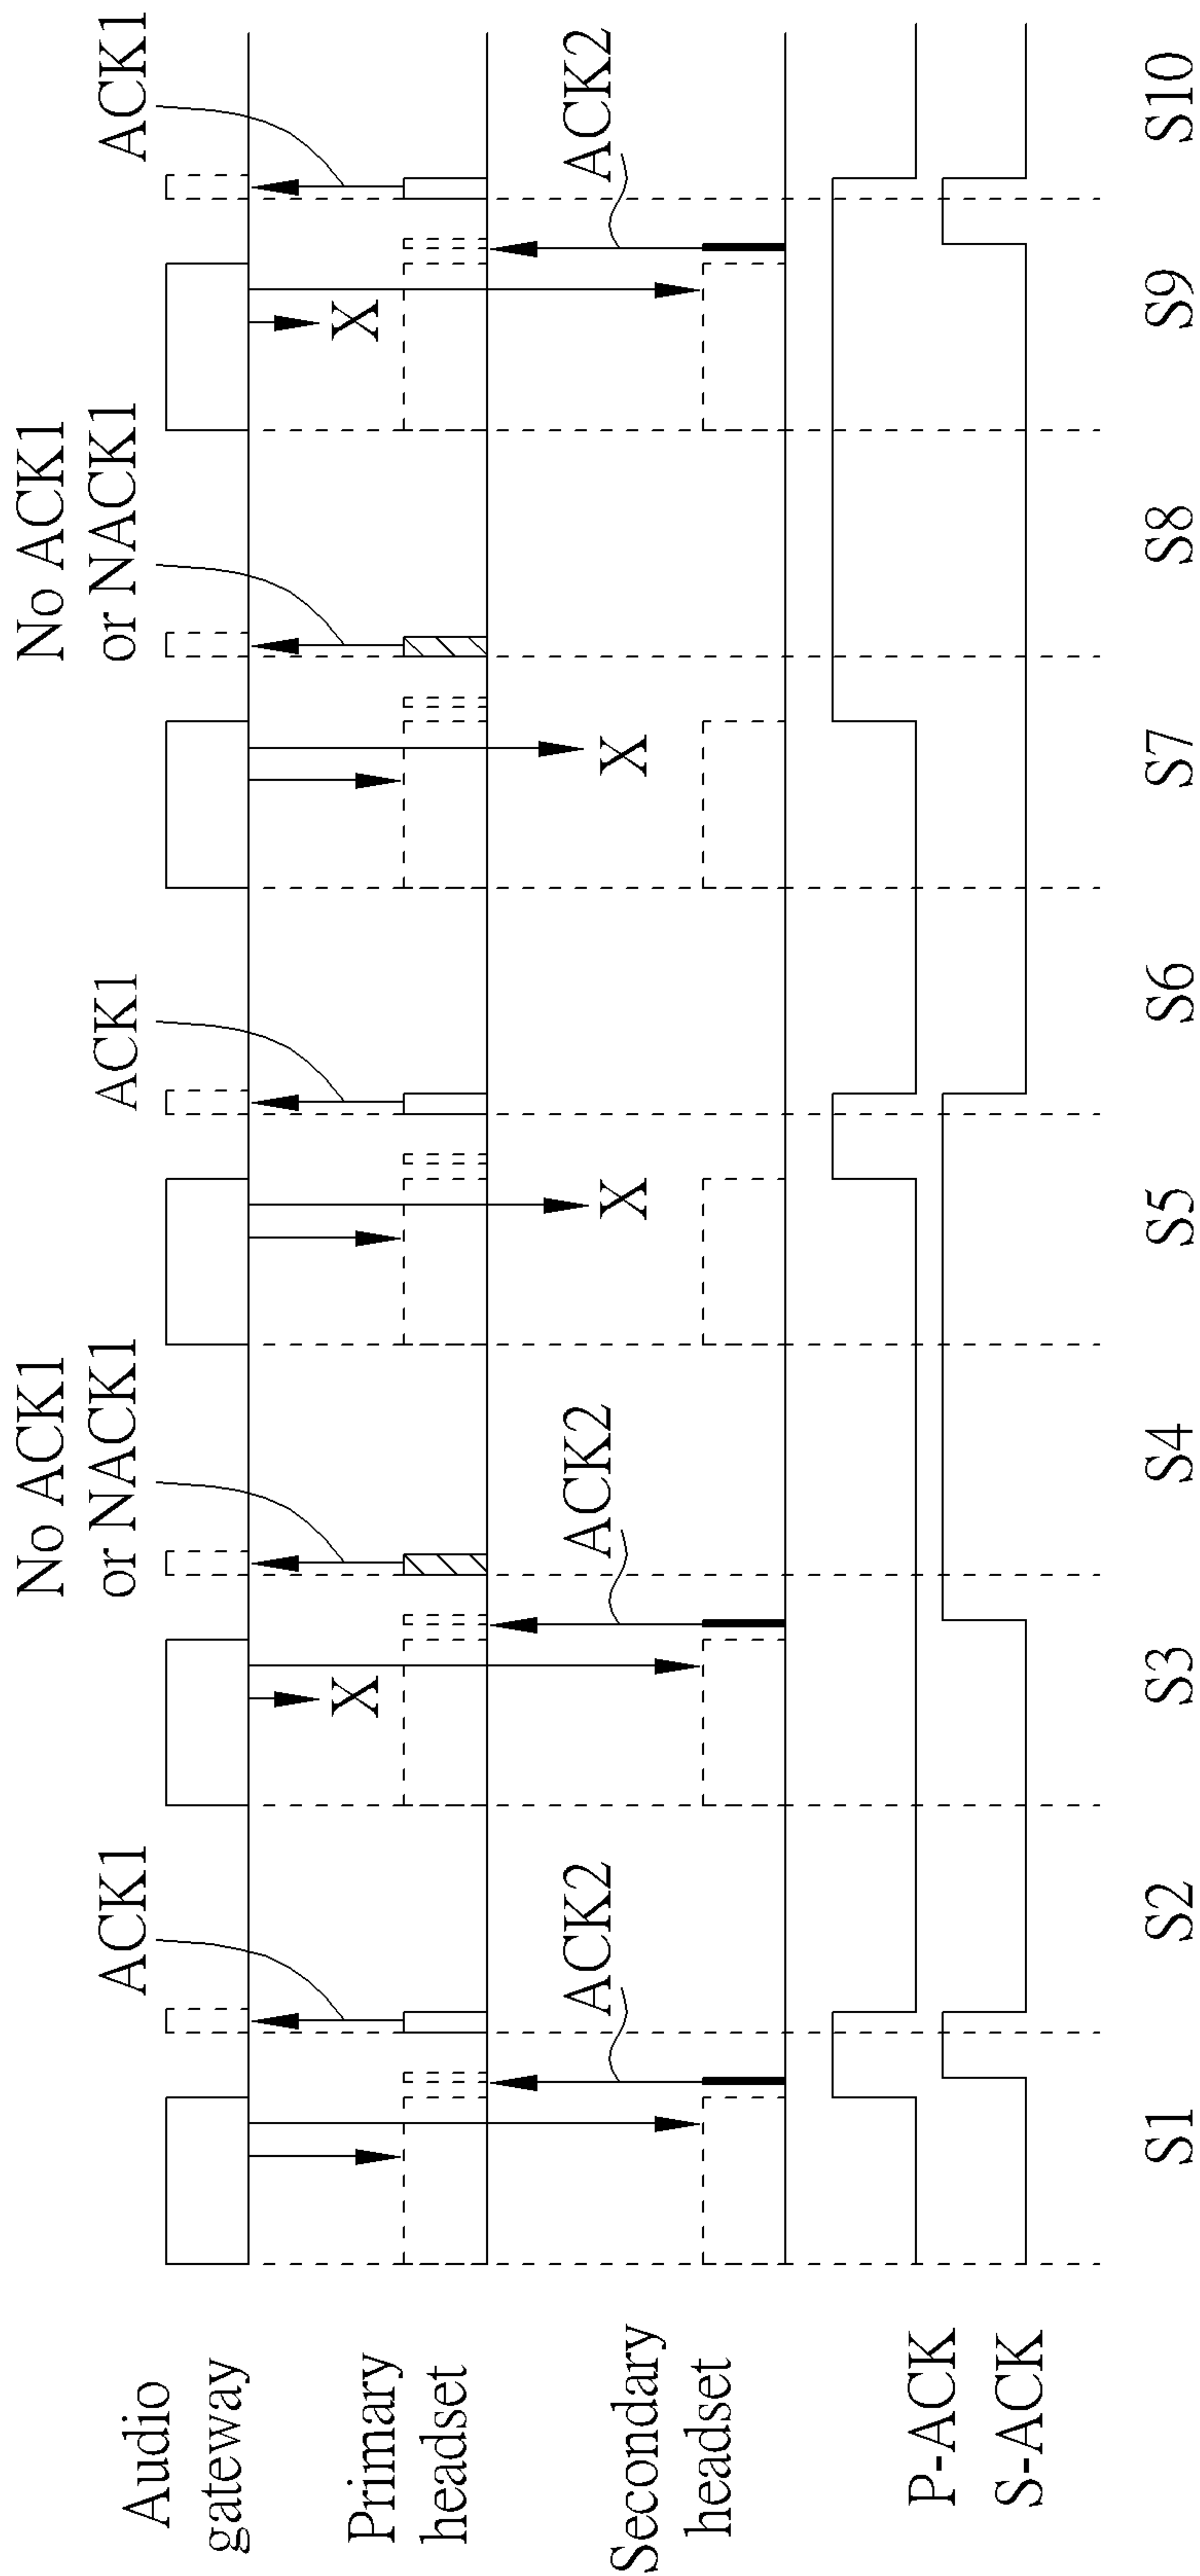 No ACK1
or NACK1
No ACK1
or NACK1
ACK1
ACK1
ACK1
Audio
gateway
X
X
Primary
headset
ACK2
ACK2
ACK2
X
X
Secondary
headset
P-ACK
S-ACK
S1
S2
S3
S4
S5
S6
S7
S8
S9
S10